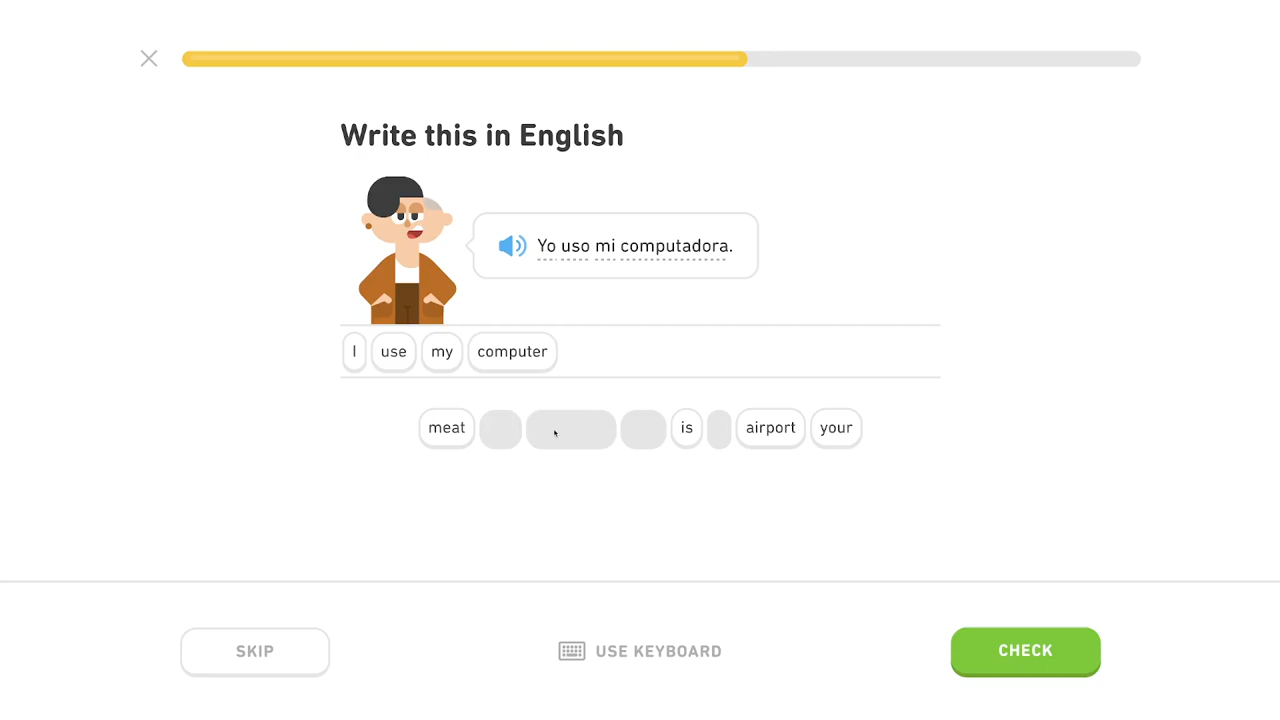 Write this in English
Yo uso mi computadora.
I use my computer
meat is airport your
SKIP USE KEYBOARD CHECK